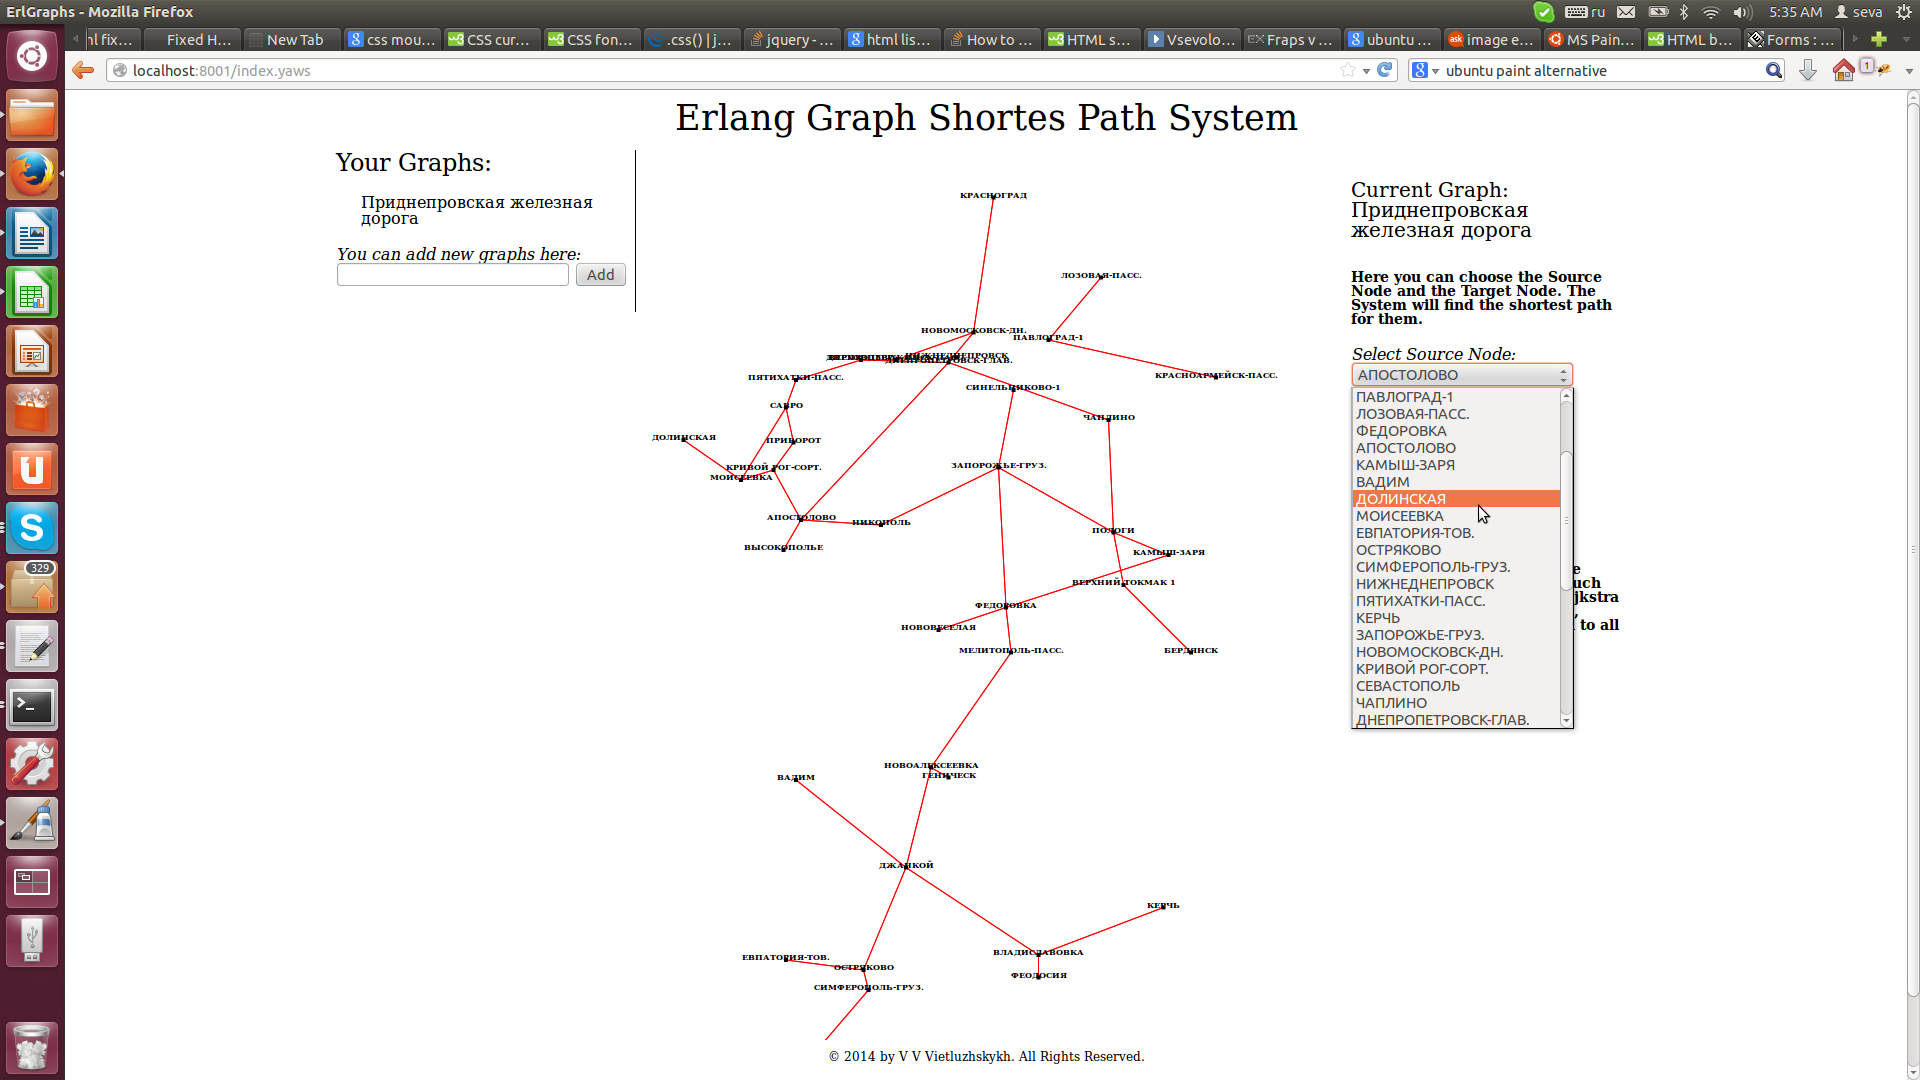 ErlGraphs - Mozilla Firefox
ru
5:35 AM
seva
Fixed H...
New Tab
css mou...
CSS cur...
CSS fon...
.css() | j...
jquery - ...
html lis...
How to ...
HTML s...
Vsevolo...
Fraps v ...
ubuntu ...
image e...
MS Pain...
HTML b...
Forms : ...
localhost:8001/index.yaws
ubuntu paint alternative
1
329
Erlang Graph Shortes Path System
Your Graphs:
Приднепровская железная
дорога
You can add new graphs here:
Add
КРАСНОГРАД
ЛОЗОВАЯ-ПАСС.
НОВОМОСКОВСК-ДН.
ПАВЛОГРАД-1
НИЖНЕДНЕПРОВСК
ДНЕПРОПЕТРОВСК-ГЛАВ.
ПЯТИХАТКИ-ПАСС.
КРАСНОАРМЕЙСК-ПАСС.
СИНЕЛЬНИКОВО-1
САВРО
ЧАПЛИНО
ДОЛИНСКАЯ
ПРИВОРОТ
КРИВОЙ РОГ-СОРТ.
МОИСЕЕВКА
ЗАПОРОЖЬЕ-ГРУЗ.
АПОСТОЛОВО
НИКОПОЛЬ
ВЫСОКОПОЛЬЕ
ПОЛОГИ
КАМЫШ-ЗАРЯ
ВЕРХНИЙ ТОКМАК 1
ФЕДОРОВКА
НОВОВЕСЕЛАЯ
МЕЛИТОПОЛЬ-ПАСС.
БЕРДЯНСК
НОВОАЛЕКСЕЕВКА
ГЕНИЧЕСК
ВАДИМ
ДЖАНКОЙ
КЕРЧЬ
ВЛАДИСЛАВОВКА
ЕВПАТОРИЯ-ТОВ.
ОСТРЯКОВО
ФЕОДОСИЯ
СИМФЕРОПОЛЬ-ГРУЗ.
Current Graph:
Приднепровская
железная дорога
Here you can choose the Source
Node and the Target Node. The
System will find the shortest path
for them.
Select Source Node:
АПОСТОЛОВО
ПАВЛОГРАД-1
ЛОЗОВАЯ-ПАСС.
ФЕДОРОВКА
АПОСТОЛОВО
КАМЫШ-ЗАРЯ
ВАДИМ
ДОЛИНСКАЯ
МОИСЕЕВКА
ЕВПАТОРИЯ-ТОВ.
ОСТРЯКОВО
СИМФЕРОПОЛЬ-ГРУЗ.
НИЖНЕДНЕПРОВСК
ПЯТИХАТКИ-ПАСС.
КЕРЧЬ
ЗАПОРОЖЬЕ-ГРУЗ.
НОВОМОСКОВСК-ДН.
КРИВОЙ РОГ-СОРТ.
СЕВАСТОПОЛЬ
ЧАПЛИНО
ДНЕПРОПЕТРОВСК-ГЛАВ.
to all
© 2014 by V V Vietluzhskykh. All Rights Reserved.